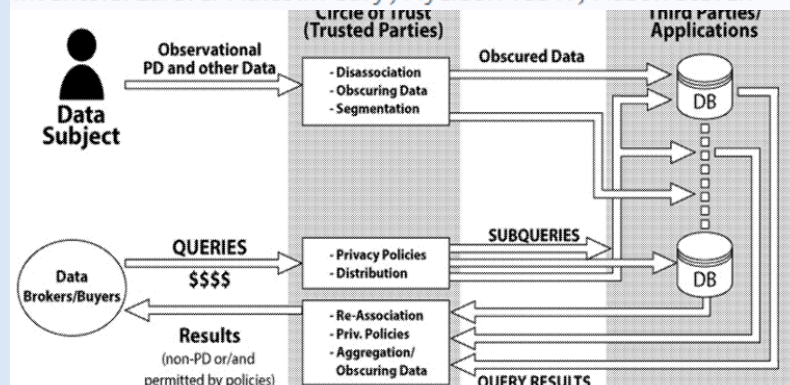 Circle of Trust
(Trusted Parties)
Third Parties/
Applications
Observational
PD and other Data
Data
Subject
- Disassociation
- Obscuring Data
- Segmentation
Obscured Data
DB
QUERIES
$$$$
Data
Brokers/Buyers
- Privacy Policies
- Distribution
SUBQUERIES
DB
Results
(non-PD or/and
permitted by policies)
- Re-Association
- Priv. Policies
- Aggregation/
Obscuring Data
QUERY RESULTS